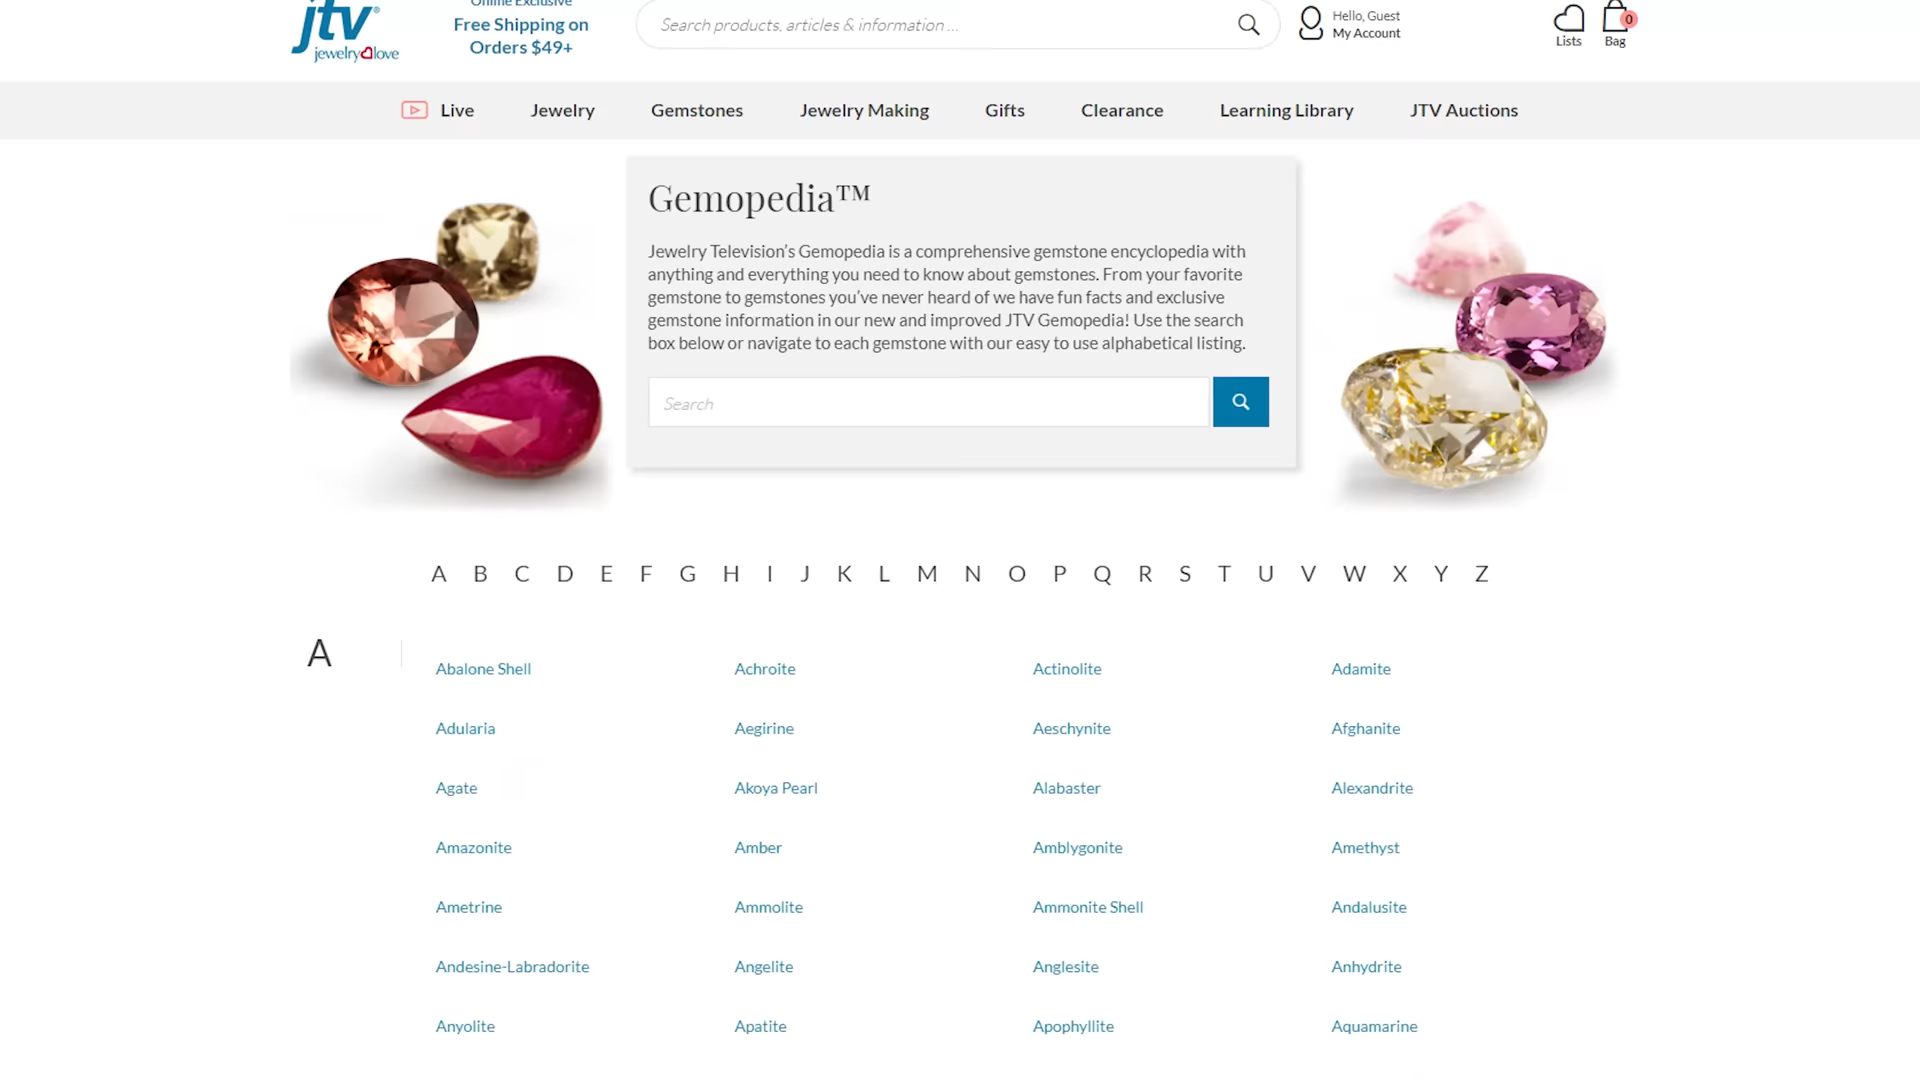 Online Exclusive
Free Shipping on
Orders $49+
jtv®
jewelry love
Search products, articles & information ...
Hello, Guest
My Account
Lists
0
Bag
Live
Jewelry
Gemstones
Jewelry Making
Gifts
Clearance
Learning Library
JTV Auctions
Gemopedia™
Jewelry Television's Gemopedia is a comprehensive gemstone encyclopedia with
anything and everything you need to know about gemstones. From your favorite
gemstone to gemstones you've never heard of we have fun facts and exclusive
gemstone information in our new and improved JTV Gemopedia! Use the search
box below or navigate to each gemstone with our easy to use alphabetical listing.
Search
A B C D E F G H I J K L M N O P Q R S T U V W X Y Z
A
Abalone Shell
Achroite
Actinolite
Adamite
Adularia
Aegirine
Aeschynite
Afghanite
Agate
Akoya Pearl
Alabaster
Alexandrite
Amazonite
Amber
Amblygonite
Amethyst
Ametrine
Ammolite
Ammonite Shell
Andalusite
Andesine-Labradorite
Angelite
Anglesite
Anhydrite
Anyolite
Apatite
Apophyllite
Aquamarine